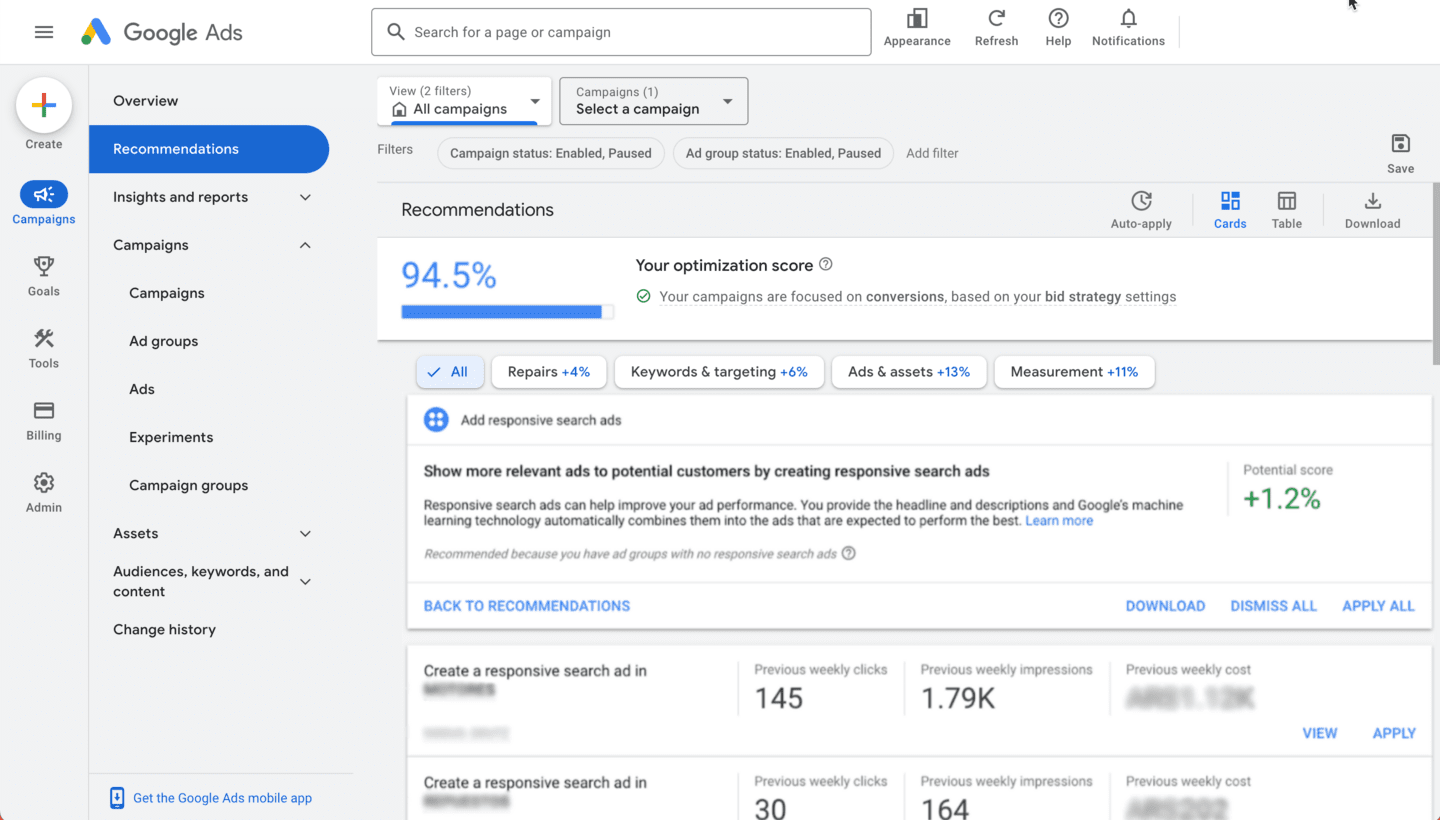 Google Ads
Search for a page or campaign
Appearance
Refresh
Help
Notifications
Create
Campaigns
Goals
Tools
Billing
Admin
Overview
Recommendations
Insights and reports
Campaigns
Campaigns
Ad groups
Ads
Experiments
Campaign groups
Assets
Audiences, keywords, and
content
Change history
Get the Google Ads mobile app
View (2 filters)
All campaigns
Campaigns (1)
Select a campaign
Filters
Campaign status: Enabled, Paused
Ad group status: Enabled, Paused
Add filter
Save
Recommendations
Auto-apply
Cards
Table
Download
94.5%
Your optimization score
Your campaigns are focused on conversions, based on your bid strategy settings
All
Repairs +4%
Keywords & targeting +6%
Ads & assets +13%
Measurement +11%
Add responsive search ads
Show more relevant ads to potential customers by creating responsive search ads
Responsive search ads can help improve your ad performance. You provide the headline and descriptions and Google's machine
learning technology automatically combines them into the ads that are expected to perform the best. Learn more
Recommended because you have ad groups with no responsive search ads
Potential score
+1.2%
BACK TO RECOMMENDATIONS
DOWNLOAD
DISMISS ALL
APPLY ALL
Create a responsive search ad in
Previous weekly clicks
145
Previous weekly impressions
1.79K
Previous weekly cost
VIEW
APPLY
Create a responsive search ad in
Previous weekly clicks
30
Previous weekly impressions
164
Previous weekly cost